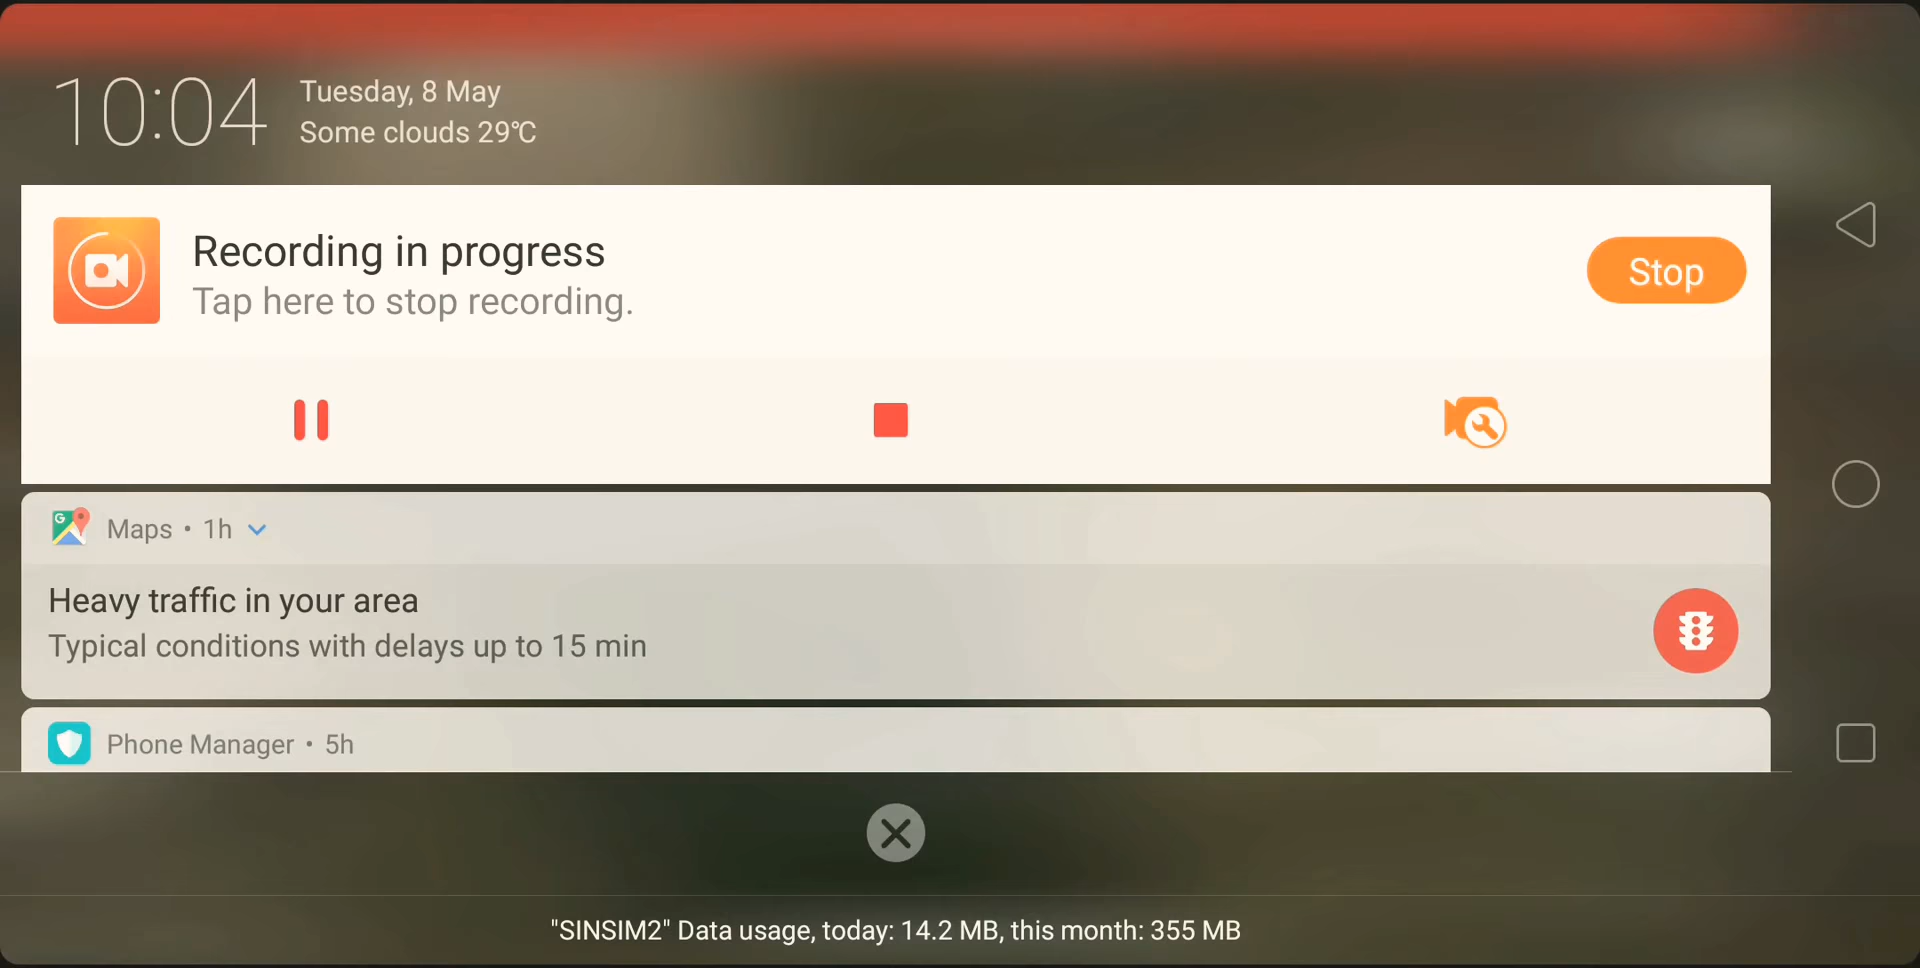 10:04
Tuesday, 8 May
Some clouds 29°C
Recording in progress
Tap here to stop recording.
Stop
G
Maps • 1h
Heavy traffic in your area
Typical conditions with delays up to 15 min
Phone Manager • 5h
"SINSIM2" Data usage, today: 14.2 MB, this month: 355 MB